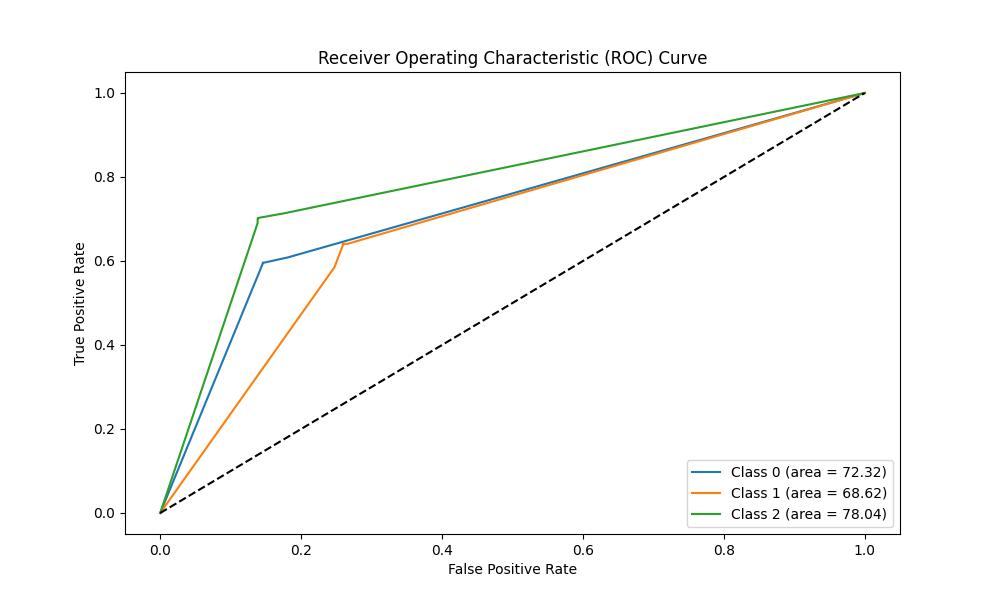 Receiver Operating Characteristic (ROC) Curve
1.0
0.8
0.6
0.4
0.2
0.0
True Positive Rate
Class 0 (area = 72.32)
Class 1 (area = 68.62)
Class 2 (area = 78.04)
0.0 0.2 0.4 0.6 0.8 1.0
False Positive Rate